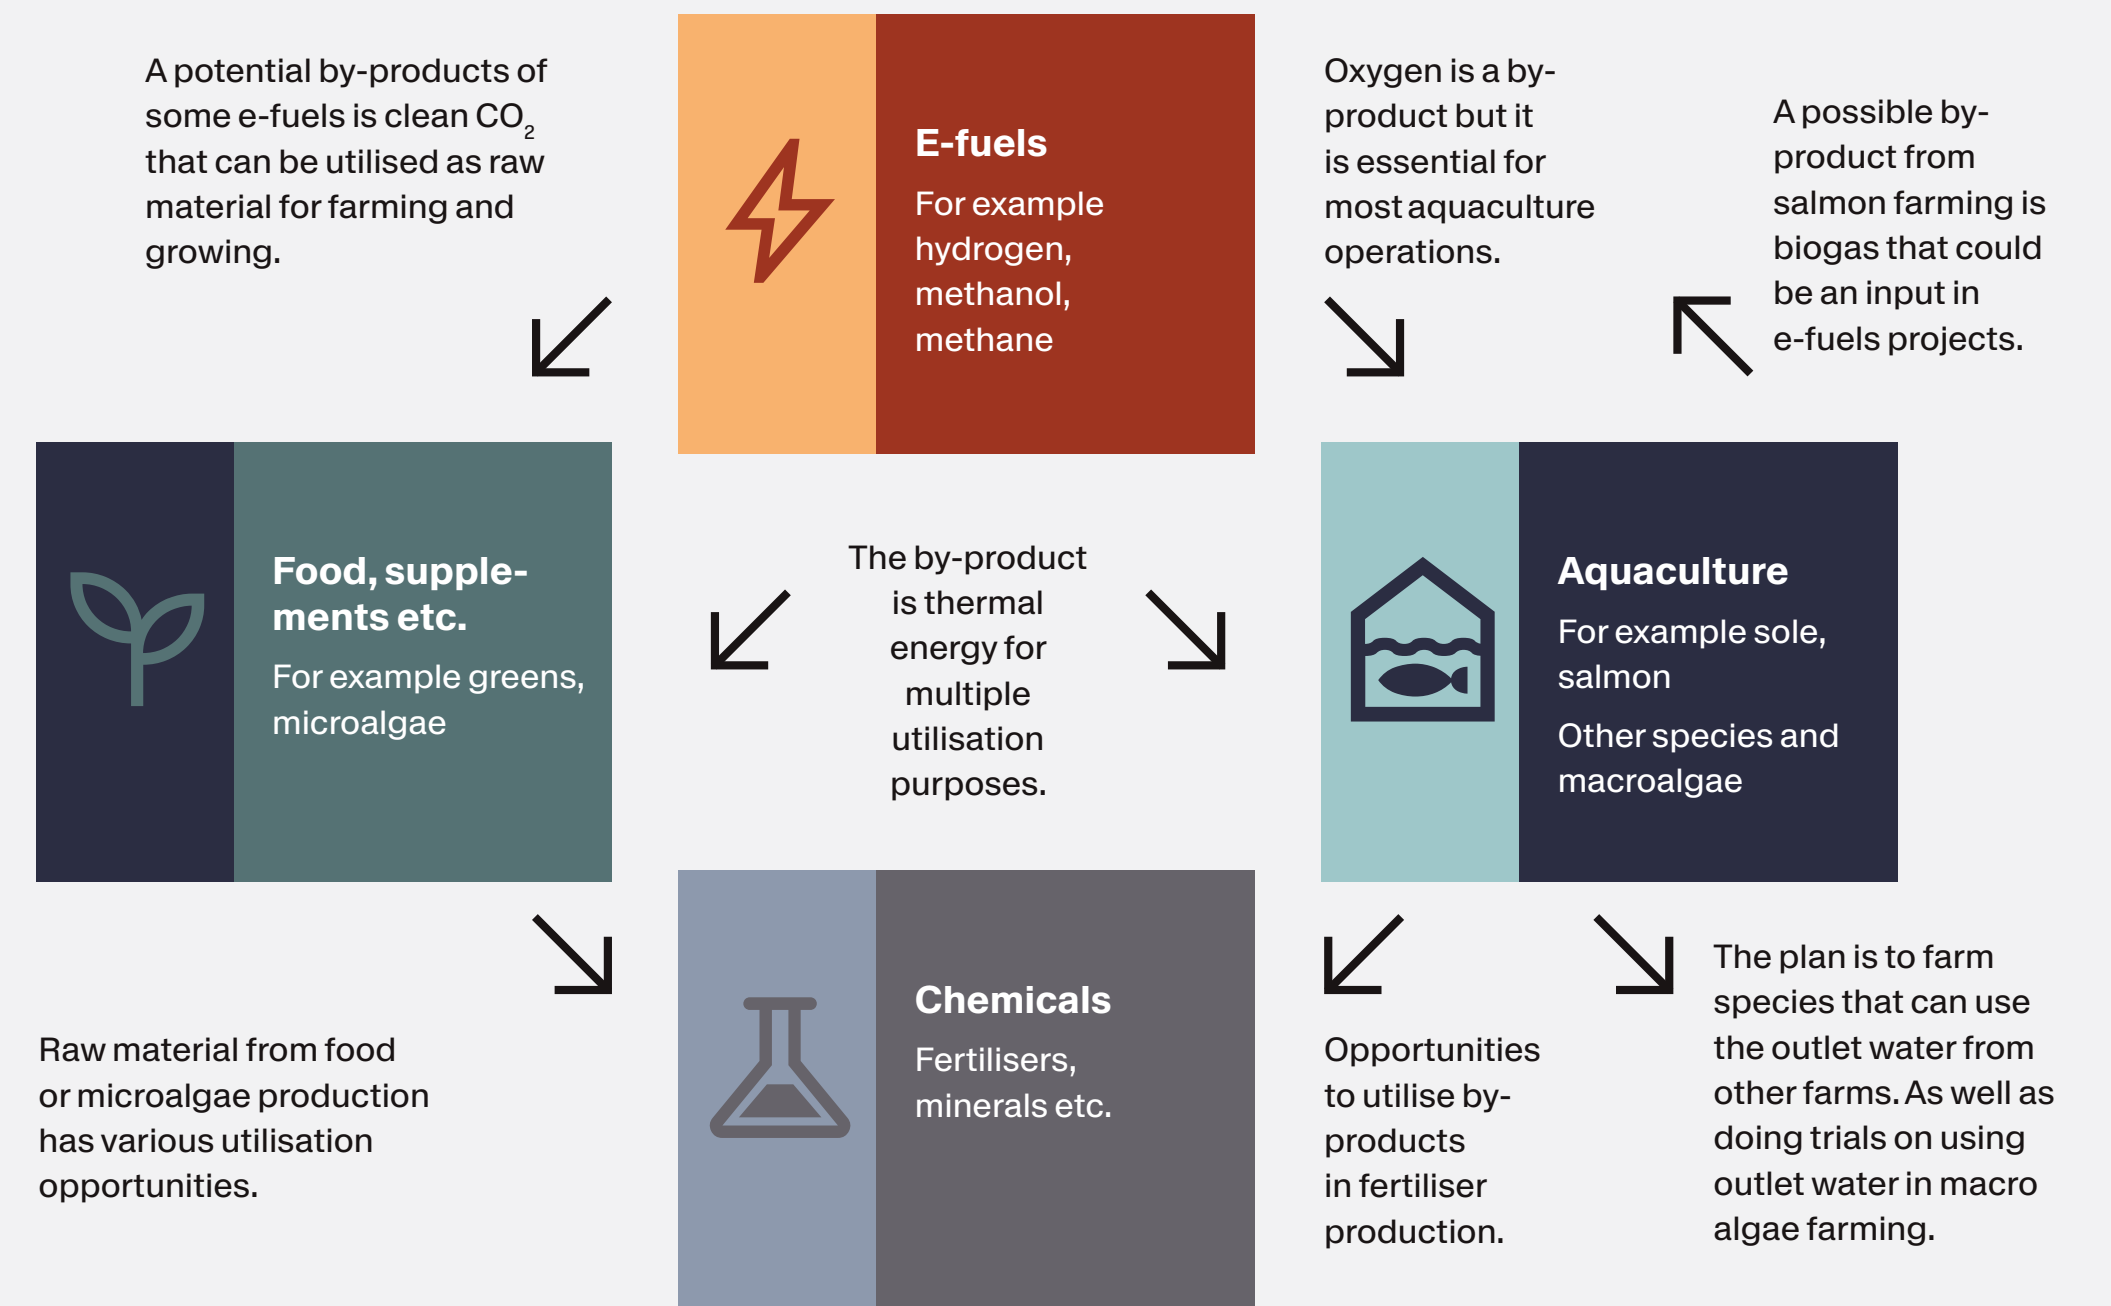 A potential by-products of
some e-fuels is clean CO₂
that can be utilised as raw
material for farming and
growing.
E-fuels
For example
hydrogen,
methanol,
methane
Oxygen is a by-
product but it
is essential for
most aquaculture
operations.
A possible by-
product from
salmon farming is
biogas that could
be an input in
e-fuels projects.
Food, supple-
ments etc.
For example greens,
microalgae
The by-product
is thermal
energy for
multiple
utilisation
purposes.
Aquaculture
For example sole,
salmon
Other species and
macroalgae
Raw material from food
or microalgae production
has various utilisation
opportunities.
Chemicals
Fertilisers,
minerals etc.
Opportunities
to utilise by-
products
in fertiliser
production.
The plan is to farm
species that can use
the outlet water from
other farms. As well as
doing trials on using
outlet water in macro
algae farming.